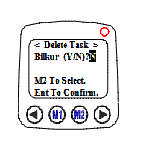 < Delete Task >
Bilkur (Y/N)?N
M2 To Select.
Ent To Confirm.
M1 M2